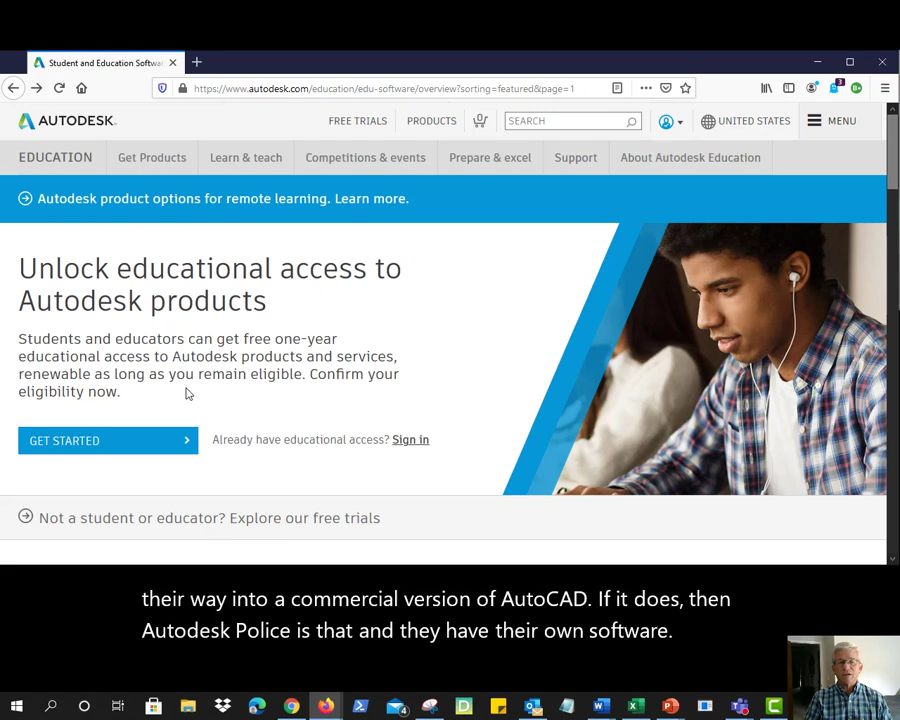 Student and Education Softwa
https://www.autodesk.com/education/edu-software/overview?sorting=featured&page=1
3
AUTODESK.
FREE TRIALS
PRODUCTS
0
SEARCH
UNITED STATES
MENU
EDUCATION
Get Products
Learn & teach
Competitions & events
Prepare & excel
Support
About Autodesk Education
Autodesk product options for remote learning. Learn more.
Unlock educational access to
Autodesk products
Students and educators can get free one-year
educational access to Autodesk products and services,
renewable as long as you remain eligible. Confirm your
eligibility now.
GET STARTED
Already have educational access? Sign in
Not a student or educator? Explore our free trials
their way into a commercial version of AutoCAD. If it does, then
Autodesk Police is that and they have their own software.
4